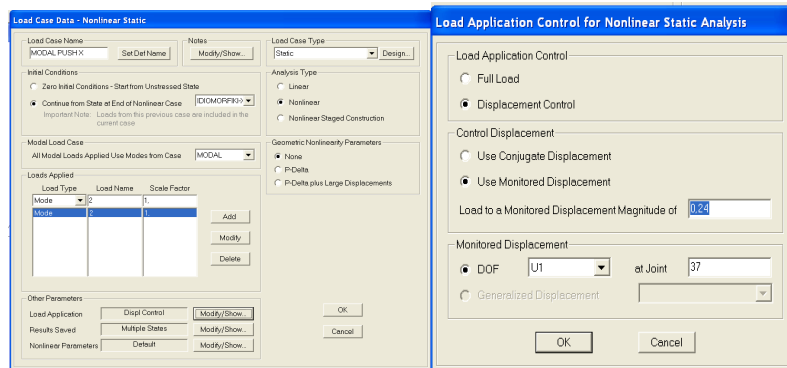 Load Case Data - Nonlinear Static
Load Case Name
MODAL PUSH X
Set Def Name
Notes
Modify/Show...
Load Case Type
Static
Design...
Initial Conditions
Zero Initial Conditions - Start from Unstressed State
Continue from State at End of Nonlinear Case
IDIOMORFIKH
Important Note: Loads from this previous case are included in the
current case
Analysis Type
Linear
Nonlinear
Nonlinear Staged Construction
Modal Load Case
All Modal Loads Applied Use Modes from Case
MODAL
Geometric Nonlinearity Parameters
None
P-Delta
P-Delta plus Large Displacements
Loads Applied
Load Type Load Name Scale Factor
Mode 2 1,
Mode 2 1,
Add
Modify
Delete
Other Parameters
Load Application Displ Control Modify/Show...
Results Saved Multiple States Modify/Show...
Nonlinear Parameters Default Modify/Show...
OK
Cancel
Load Application Control for Nonlinear Static Analysis
Load Application Control
Full Load
Displacement Control
Control Displacement
Use Conjugate Displacement
Use Monitored Displacement
Load to a Monitored Displacement Magnitude of 0,24
Monitored Displacement
DOF U1 at Joint 37
Generalized Displacement
OK Cancel